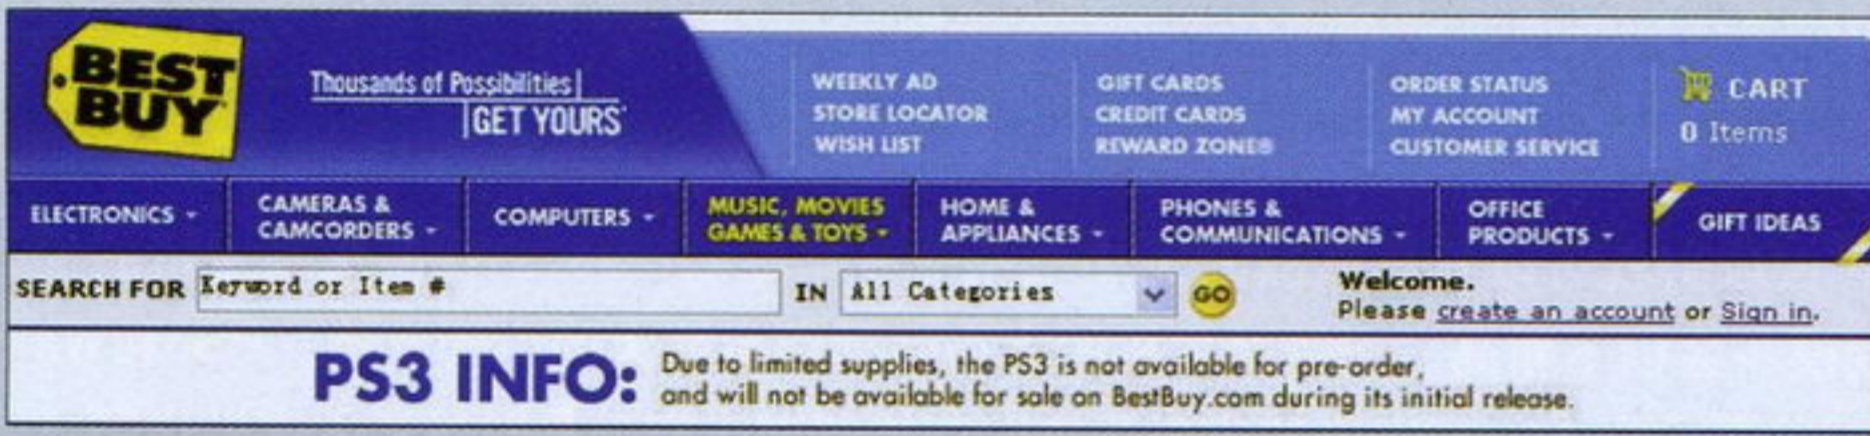 BEST
BUY
Thousands of Possibilities
GET YOURS
WEEKLY AD
STORE LOCATOR
WISH LIST
GIFT CARDS
CREDIT CARDS
REWARD ZONE®
ORDER STATUS
MY ACCOUNT
CUSTOMER SERVICE
CART
0 Items
ELECTRONICS
CAMERAS &
CAMCORDERS
COMPUTERS
MUSIC, MOVIES
GAMES & TOYS
HOME &
APPLIANCES
PHONES &
COMMUNICATIONS
OFFICE
PRODUCTS
GIFT IDEAS
SEARCH FOR Keyword or Item # IN All Categories GO
Welcome.
Please create an account or Sign in.
PS3 INFO: Due to limited supplies, the PS3 is not available for pre-order,
and will not be available for sale on BestBuy.com during its initial release.